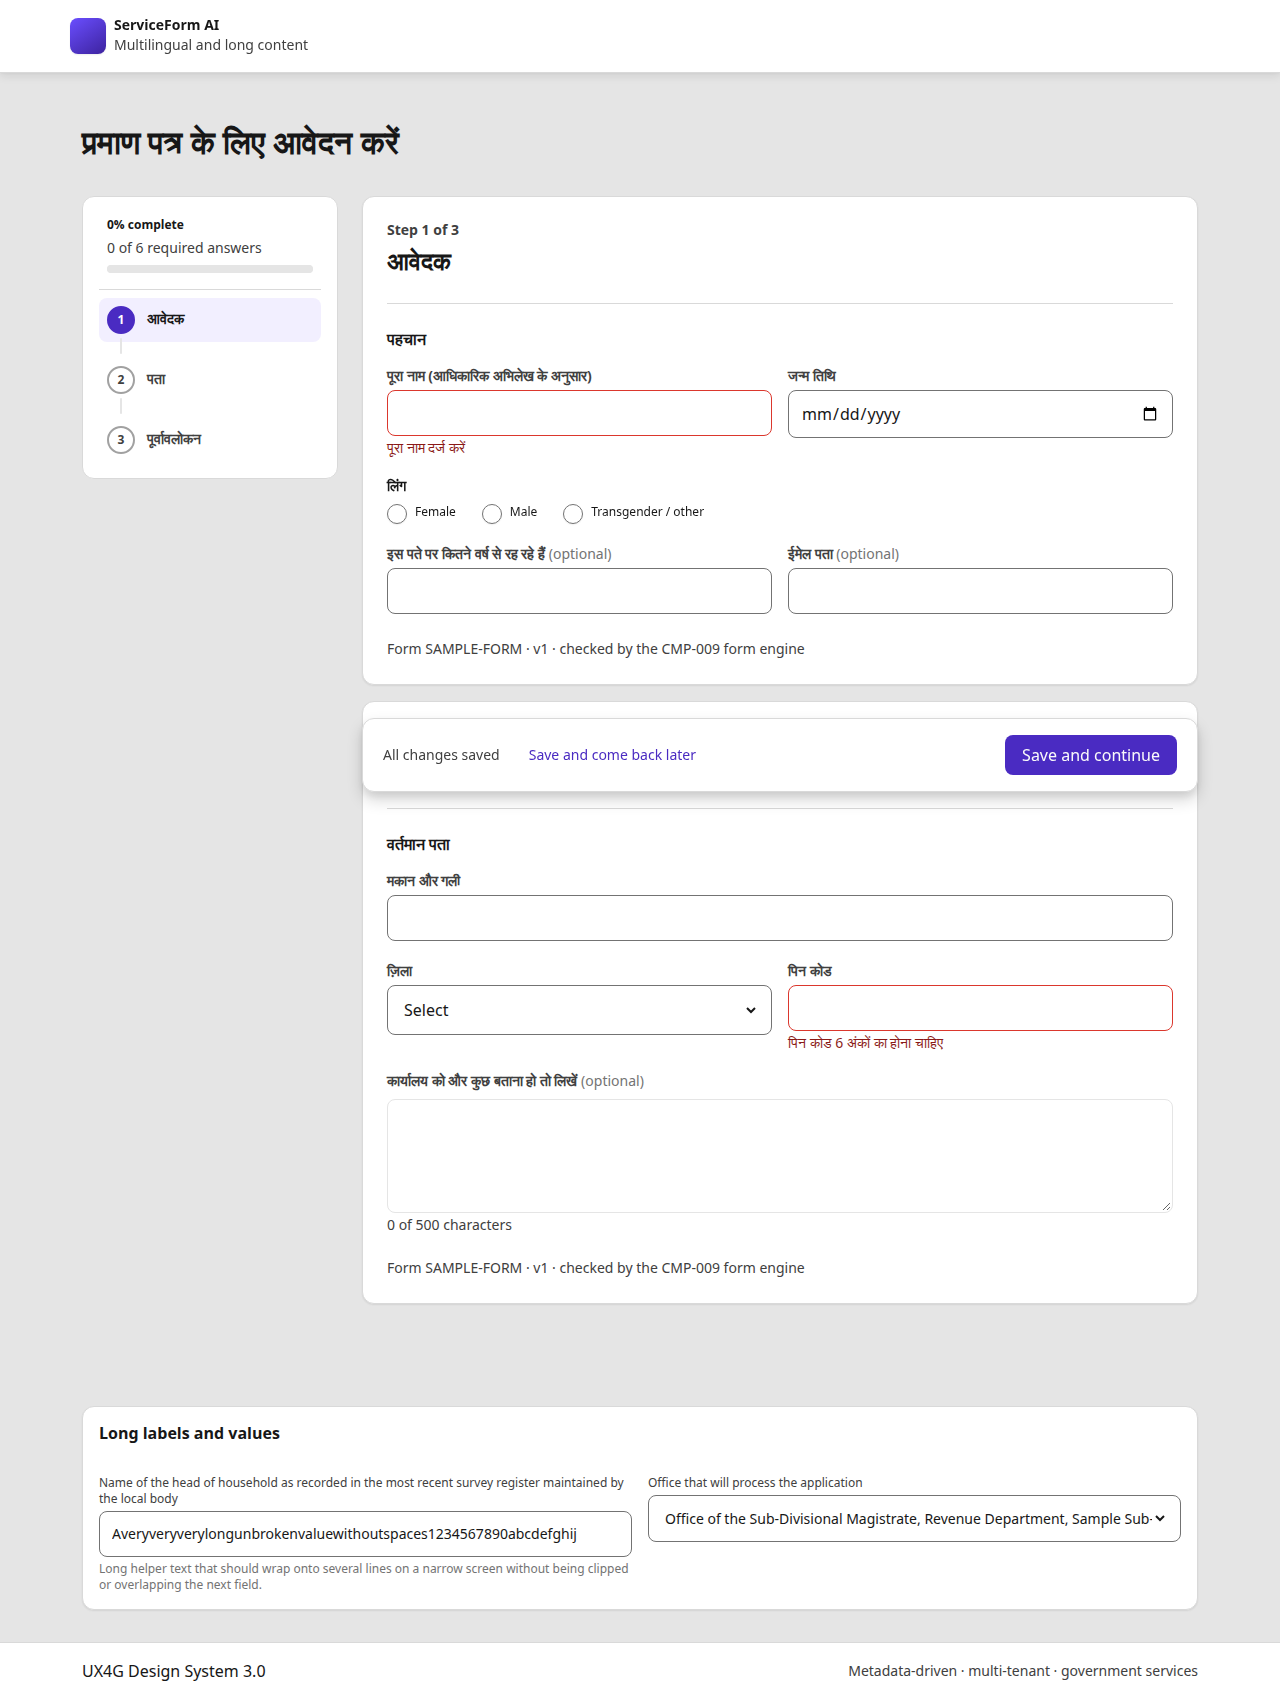 ServiceForm AI
Multilingual and long content
प्रमाण पत्र के लिए आवेदन करें
0% complete
0 of 6 required answers
1 आवेदक
2 पता
3 पूर्वावलोकन
Step 1 of 3
आवेदक
पहचान
पूरा नाम (आधिकारिक अभिलेख के अनुसार)
जन्म तिथि
mm/dd/yyyy
पूरा नाम दर्ज करें
लिंग
Female Male Transgender / other
इस पते पर कितने वर्ष से रह रहे हैं (optional)
ईमेल पता (optional)
Form SAMPLE-FORM · v1 · checked by the CMP-009 form engine
All changes saved Save and come back later Save and continue
वर्तमान पता
मकान और गली
ज़िला
Select
पिन कोड
पिन कोड 6 अंकों का होना चाहिए
कार्यालय को और कुछ बताना हो तो लिखें (optional)
0 of 500 characters
Form SAMPLE-FORM · v1 · checked by the CMP-009 form engine
Long labels and values
Name of the head of household as recorded in the most recent survey register maintained by
the local body
Averyveryverylongunbrokenvaluewithoutspaces1234567890abcdefghij
Long helper text that should wrap onto several lines on a narrow screen without being clipped
or overlapping the next field.
Office that will process the application
Office of the Sub-Divisional Magistrate, Revenue Department, Sample Sub-
UX4G Design System 3.0
Metadata-driven · multi-tenant · government services